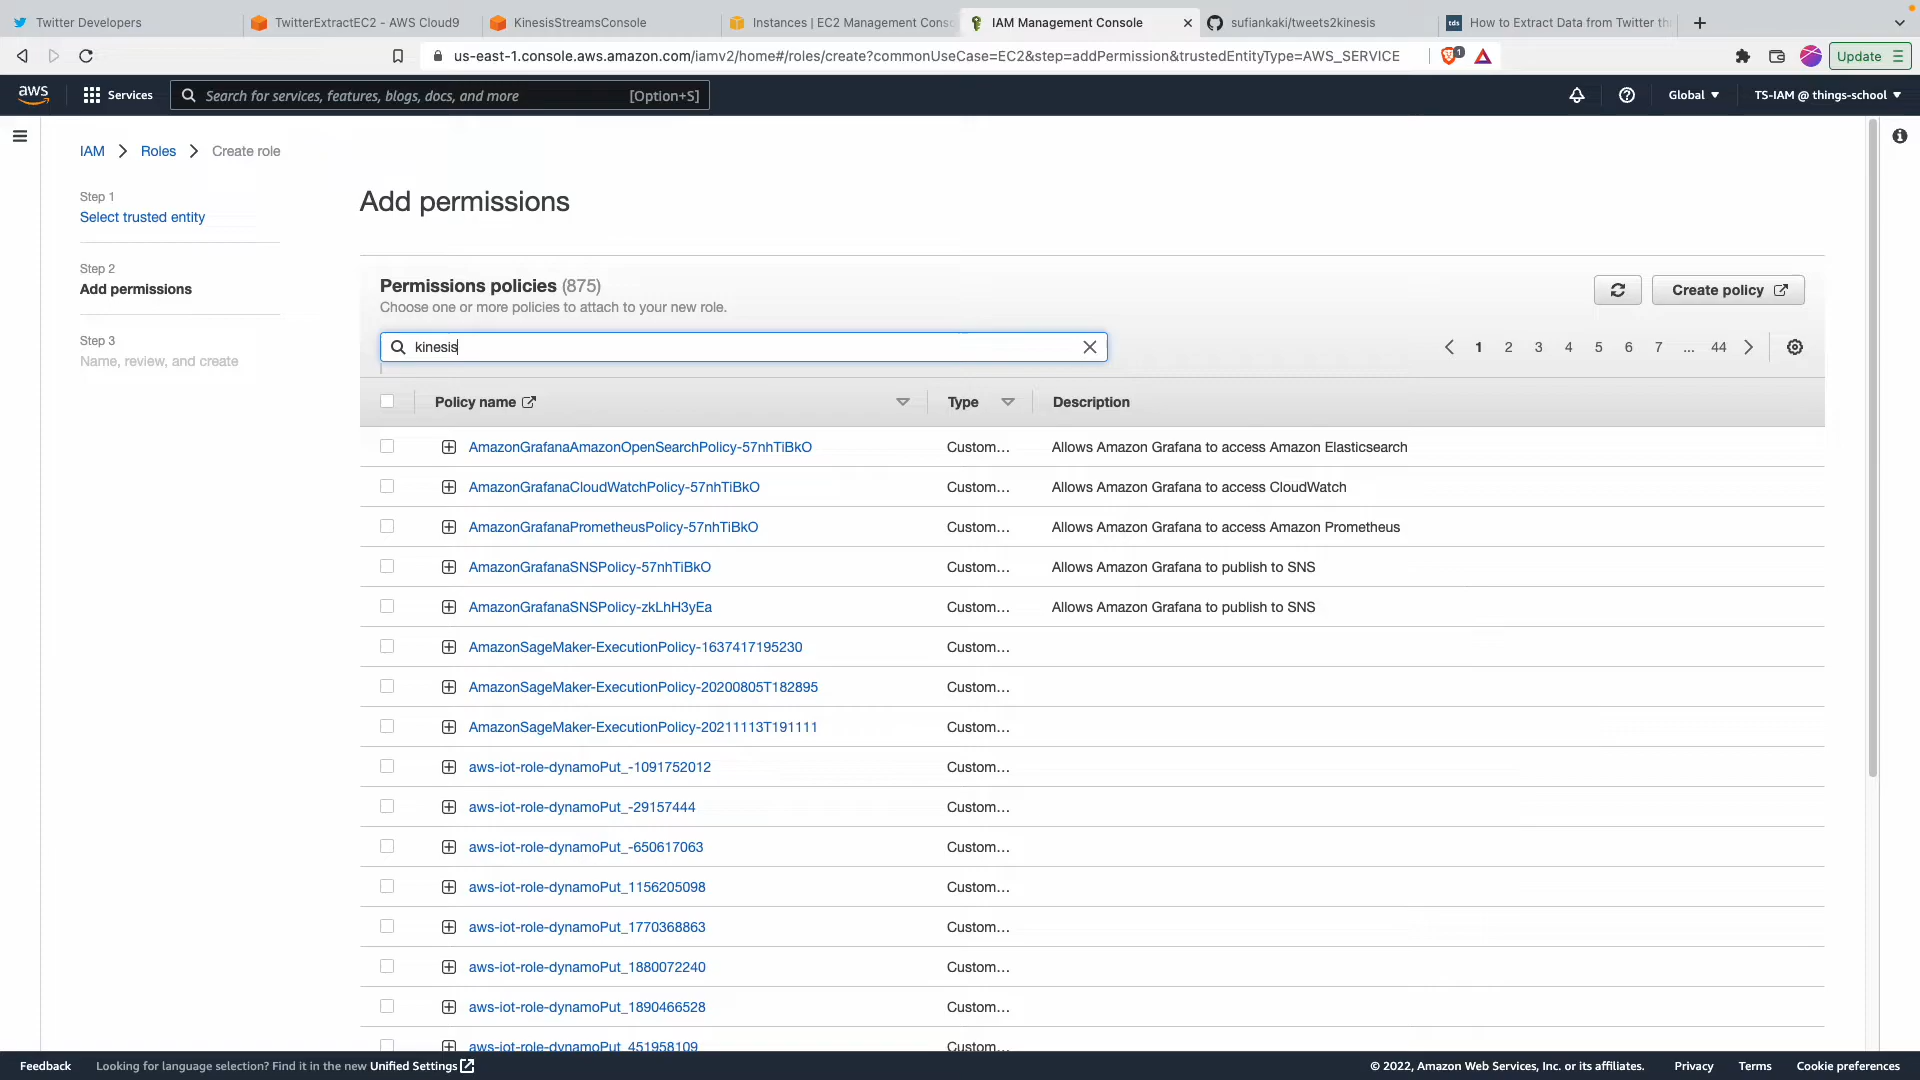 Twitter Developers
TwitterExtractEC2 - AWS Cloud9
KinesisStreamsConsole
Instances | EC2 Management Conso
IAM Management Console
sufiankaki/tweets2kinesis
tds
How to Extract Data from Twitter thr
us-east-1.console.aws.amazon.com/iamv2/home#/roles/create?commonUseCase=EC2&step=addPermission&trustedEntityType=AWS_SERVICE
1
Update
aws
Services
Search for services, features, blogs, docs, and more
[Option+S]
Global
TS-IAM @ things-school
IAM
Roles
Create role
Step 1
Select trusted entity
Step 2
Add permissions
Step 3
Name, review, and create
Add permissions
Permissions policies (875)
Choose one or more policies to attach to your new role.
Create policy
kinesis
1 2 3 4 5 6 7 ... 44
Policy name
Type
Description
AmazonGrafanaAmazonOpenSearchPolicy-57nhTiBkO Custom... Allows Amazon Grafana to access Amazon Elasticsearch
AmazonGrafanaCloudWatchPolicy-57nhTiBkO Custom... Allows Amazon Grafana to access CloudWatch
AmazonGrafanaPrometheusPolicy-57nhTiBkO Custom... Allows Amazon Grafana to access Amazon Prometheus
AmazonGrafanaSNSPolicy-57nhTiBkO Custom... Allows Amazon Grafana to publish to SNS
AmazonGrafanaSNSPolicy-zkLhH3yEa Custom... Allows Amazon Grafana to publish to SNS
AmazonSageMaker-ExecutionPolicy-1637417195230 Custom...
AmazonSageMaker-ExecutionPolicy-20200805T182895 Custom...
AmazonSageMaker-ExecutionPolicy-20211113T191111 Custom...
aws-iot-role-dynamoPut_-1091752012 Custom...
aws-iot-role-dynamoPut_-29157444 Custom...
aws-iot-role-dynamoPut_-650617063 Custom...
aws-iot-role-dynamoPut_1156205098 Custom...
aws-iot-role-dynamoPut_1770368863 Custom...
aws-iot-role-dynamoPut_1880072240 Custom...
aws-iot-role-dynamoPut_1890466528 Custom...
aws-iot-role-dynamoPut_451958109 Custom...
Feedback
Looking for language selection? Find it in the new Unified Settings
© 2022, Amazon Web Services, Inc. or its affiliates.
Privacy
Terms
Cookie preferences